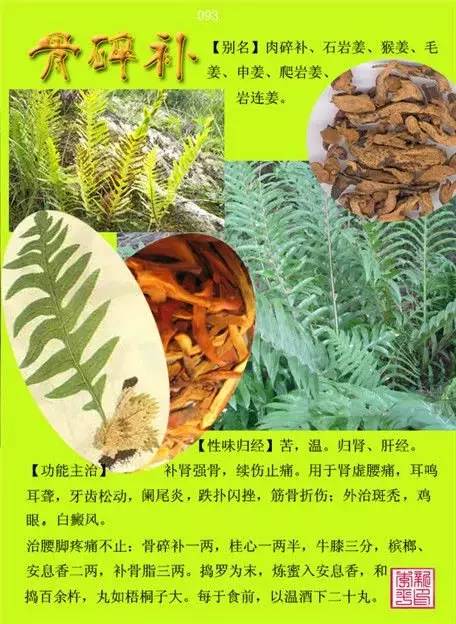 093
骨碎补
【别名】肉碎补、石岩姜、猴姜、毛
姜、申姜、爬岩姜、
岩连姜。
【性味归经】苦，温。归肾、肝经。
【功能主治】 补肾强骨，续伤止痛。用于肾虚腰痛，耳鸣
耳聋，牙齿松动，阑尾炎，跌扑闪挫，筋骨折伤；外治斑秃，鸡
眼。白癜风。
治腰脚疼痛不止：骨碎补一两，桂心一两半，牛膝三分，槟榔、
安息香二两，补骨脂三两。捣罗为末，炼蜜入安息香，和
捣百余杵，丸如梧桐子大。每于食前，以温酒下二十丸。